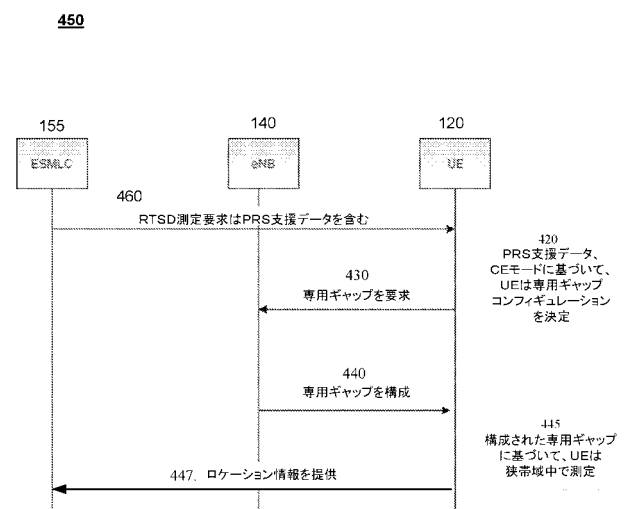 450
155
140
120
ESMLC
eNB
UE
460
RTSD測定要求はPRS支援データを含む
420
PRS支援データ、
CEモードに基づいて、
UEは専用ギャップ
コンフィギュレーション
を決定
430
専用ギャップを要求
440
専用ギャップを構成
445
構成された専用ギャップ
に基づいて、UEは
狭帯域中で測定
447. ロケーション情報を提供